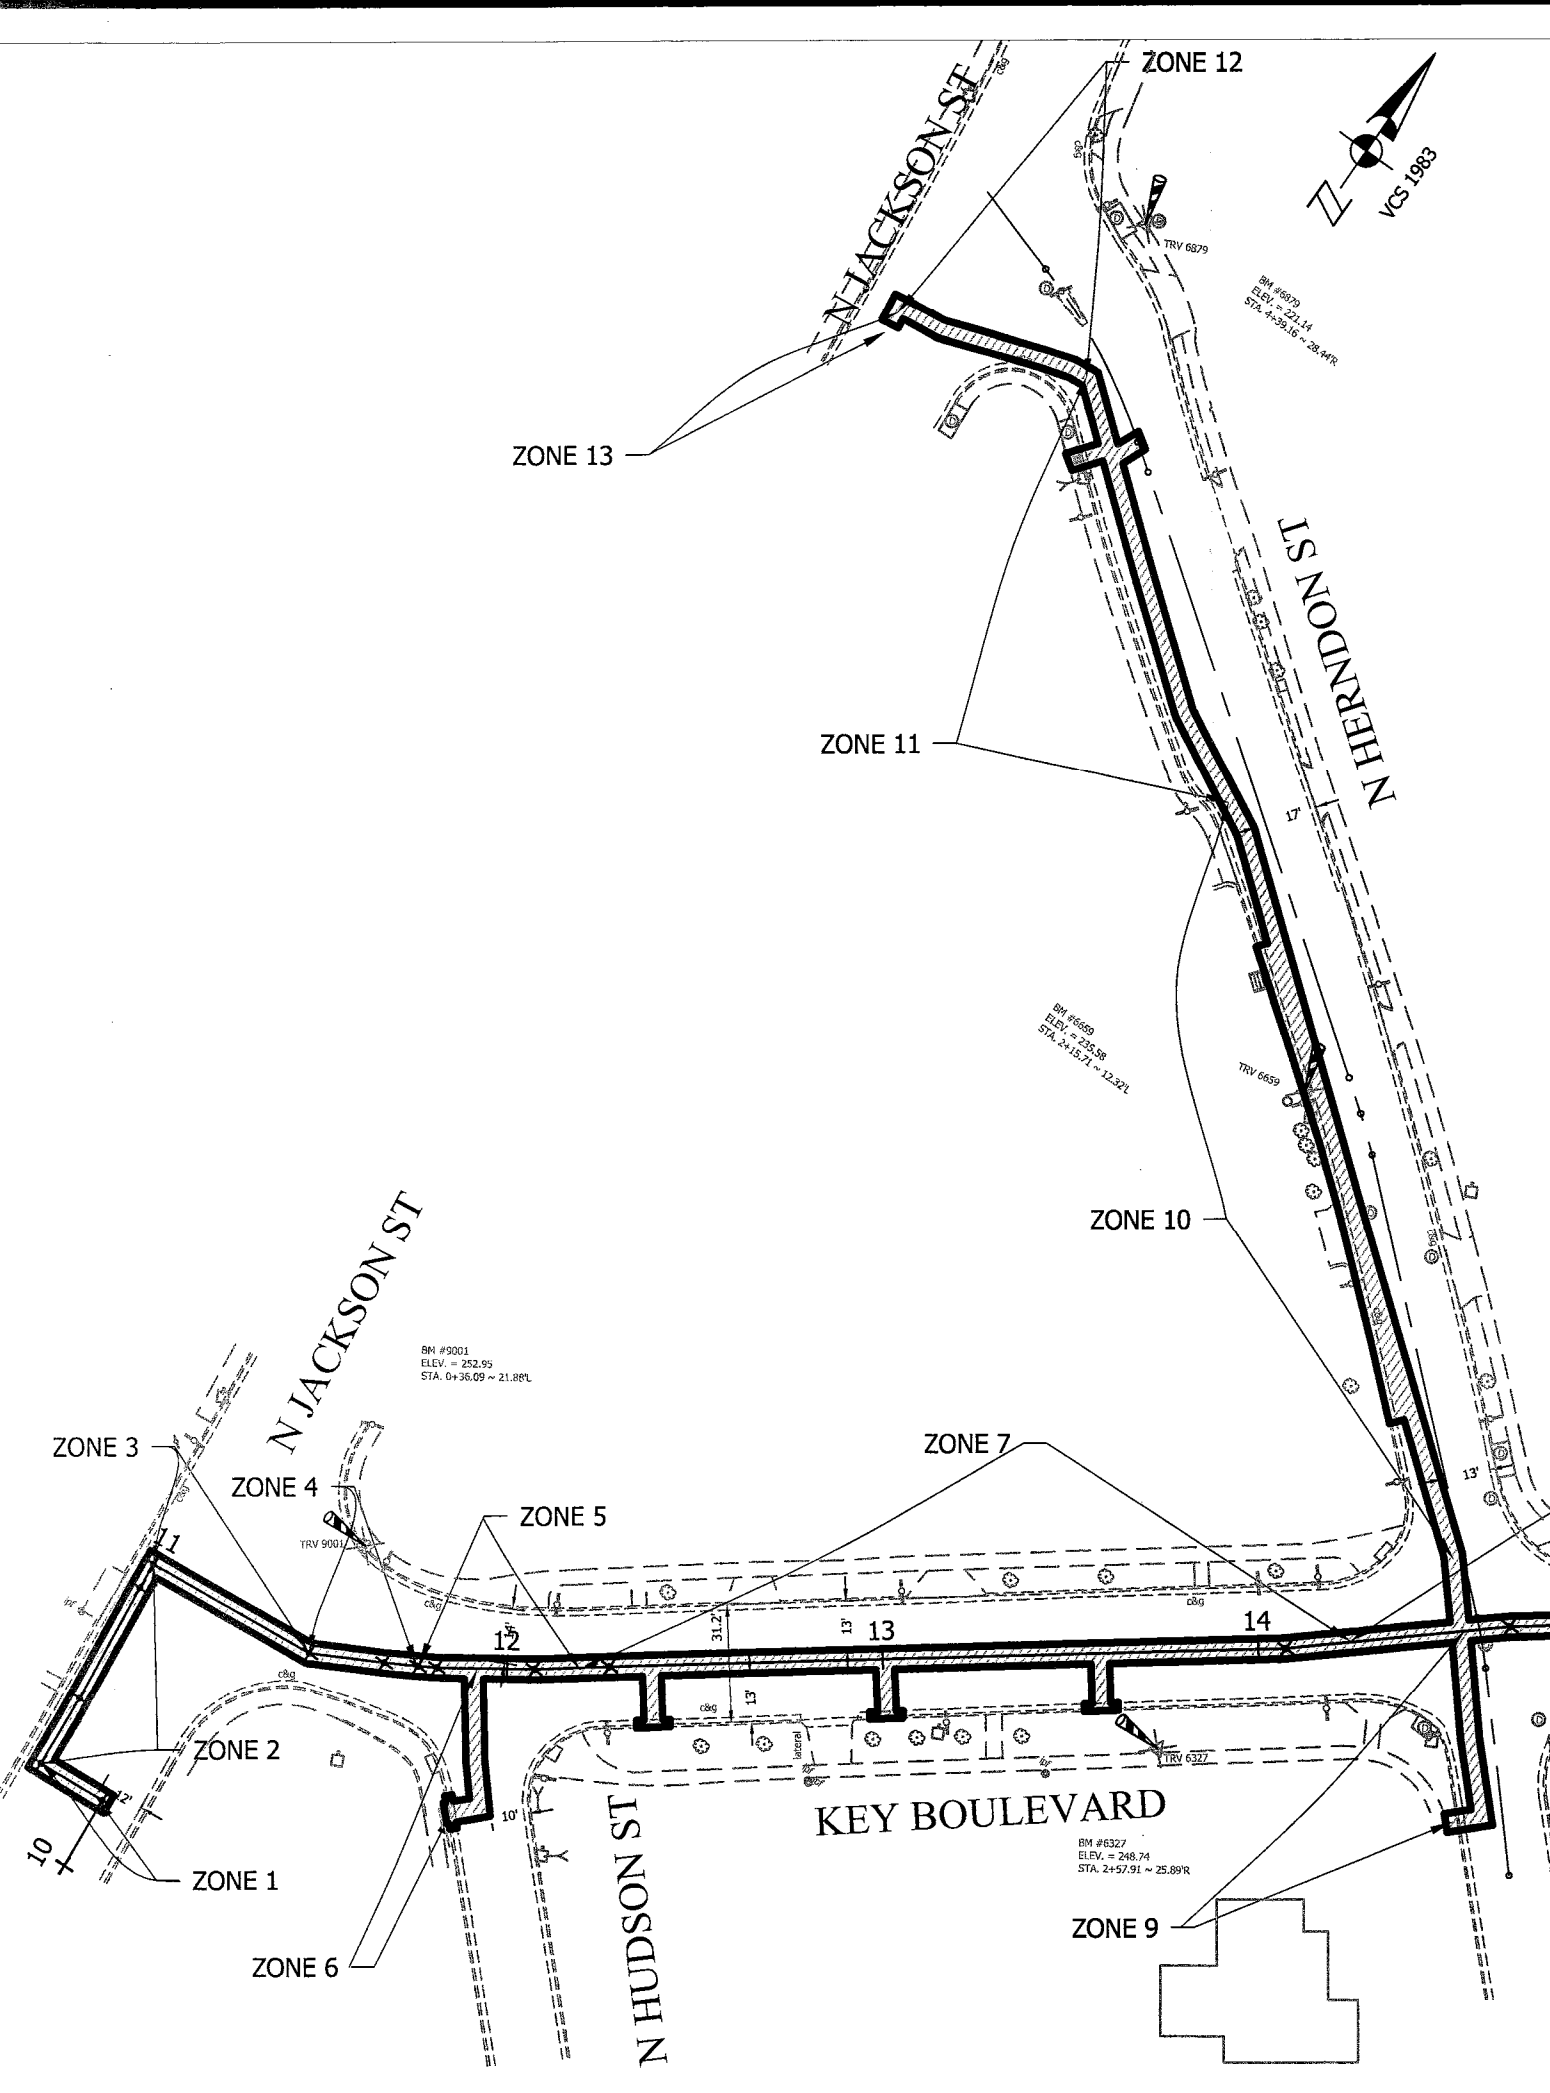 ZONE 12
N JACKSON ST
c&g
c&g
VCS 1983
TRV 6879
BM #6879
ELEV. = 221.14
STA. 4+39.16 ~ 28.44'R
ZONE 13
N HERNDON ST
ZONE 11
17'
BM #6659
ELEV. = 235.58
STA. 2+15.71 ~ 12.32'L
TRV 6659
ZONE 10
c&g
c&g
N JACKSON ST
BM #9001
ELEV. = 252.95
STA. 0+36.09 ~ 21.88'L
ZONE 3
ZONE 7
ZONE 4
13'
c&g
ZONE 5
TRV 9001
11
c&g
c&g
12
31.2'
13'
13
14
c&g
c&g
13'
lateral
ZONE 2
TRV 6327
12'
10'
KEY BOULEVARD
10
BM #6327
ELEV. = 248.74
STA. 2+57.91 ~ 25.89'R
ZONE 1
N HUDSON ST
ZONE 9
ZONE 6